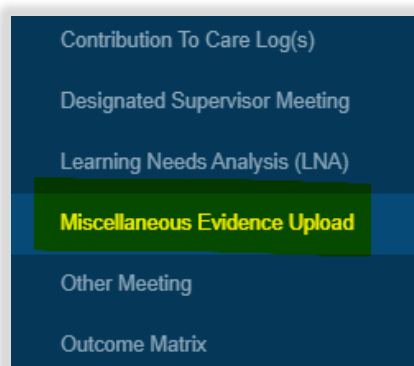 Contribution To Care Log(s)
Designated Supervisor Meeting
Learning Needs Analysis (LNA)
Miscellaneous Evidence Upload
Other Meeting
Outcome Matrix